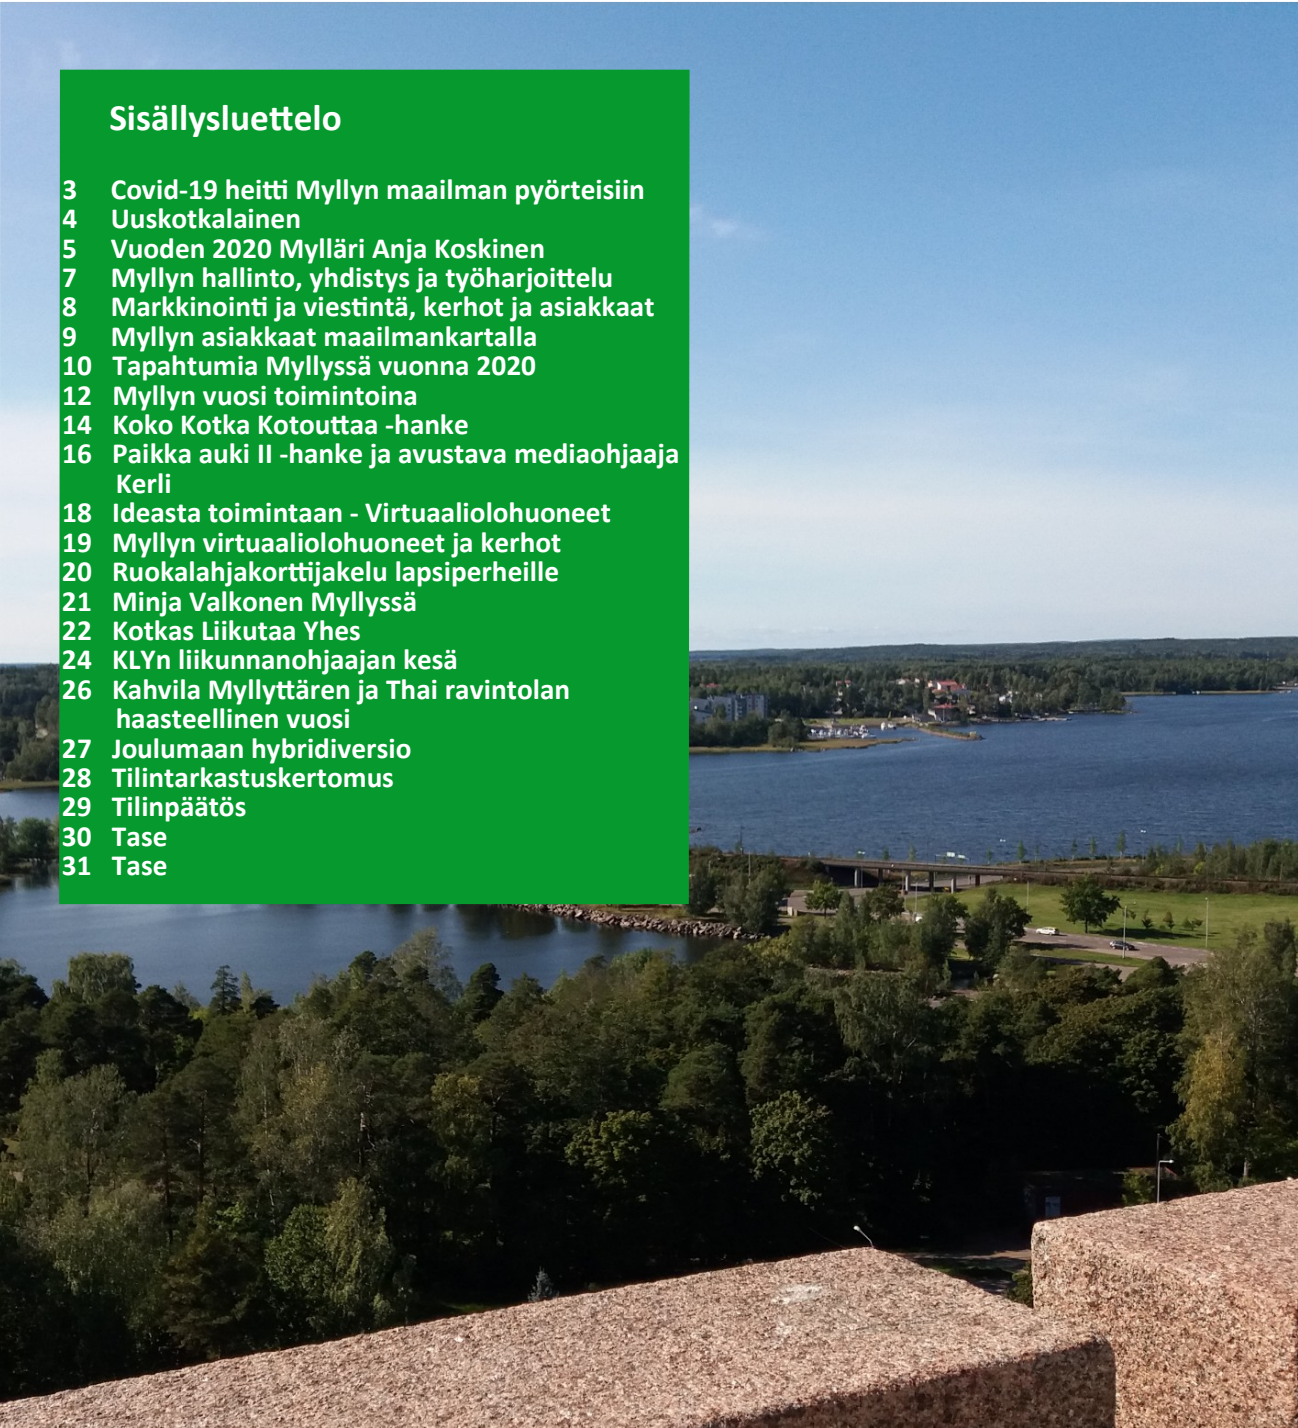 Sisällysluettelo
3 Covid-19 heitti Myllyn maailman pyörteisiin
4 Uuskotkalainen
5 Vuoden 2020 Mylläri Anja Koskinen
7 Myllyn hallinto, yhdistys ja työharjoittelu
8 Markkinointi ja viestintä, kerhot ja asiakkaat
9 Myllyn asiakkaat maailmankartalla
10 Tapahtumia Myllyssä vuonna 2020
12 Myllyn vuosi toimintoina
14 Koko Kotka Kotouttaa -hanke
16 Paikka auki II -hanke ja avustava mediaohjaaja
Kerli
18 Ideasta toimintaan - Virtuaaliolohuoneet
19 Myllyn virtuaaliolohuoneet ja kerhot
20 Ruokalahjakorttijakelu lapsiperheille
21 Minja Valkonen Myllyssä
22 Kotkas Liikutaa Yhes
24 KLYn liikunnanohjaajan kesä
26 Kahvila Myllyttären ja Thai ravintolan
haasteellinen vuosi
27 Joulumaan hybridiversio
28 Tilintarkastuskertomus
29 Tilinpäätös
30 Tase
31 Tase